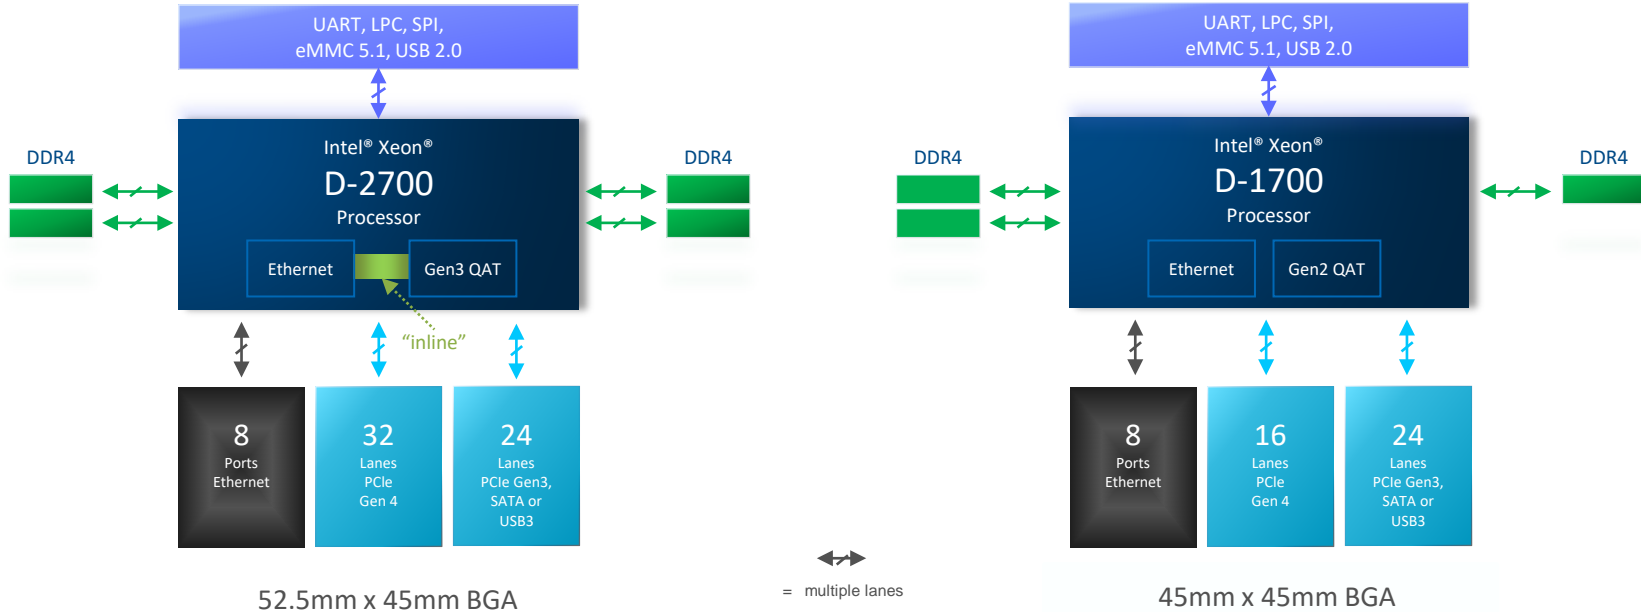 UART, LPC, SPI,
eMMC 5.1, USB 2.0
DDR4
Intel® Xeon®
D-2700
Processor
DDR4
Ethernet
Gen3 QAT
“inline”
8
Ports
Ethernet
32
Lanes
PCIe
Gen 4
24
Lanes
PCIe Gen3,
SATA or
USB3
52.5mm x 45mm BGA
= multiple lanes
UART, LPC, SPI,
eMMC 5.1, USB 2.0
DDR4
Intel® Xeon®
D-1700
Processor
DDR4
Ethernet
Gen2 QAT
8
Ports
Ethernet
16
Lanes
PCIe
Gen 4
24
Lanes
PCIe Gen3,
SATA or
USB3
45mm x 45mm BGA